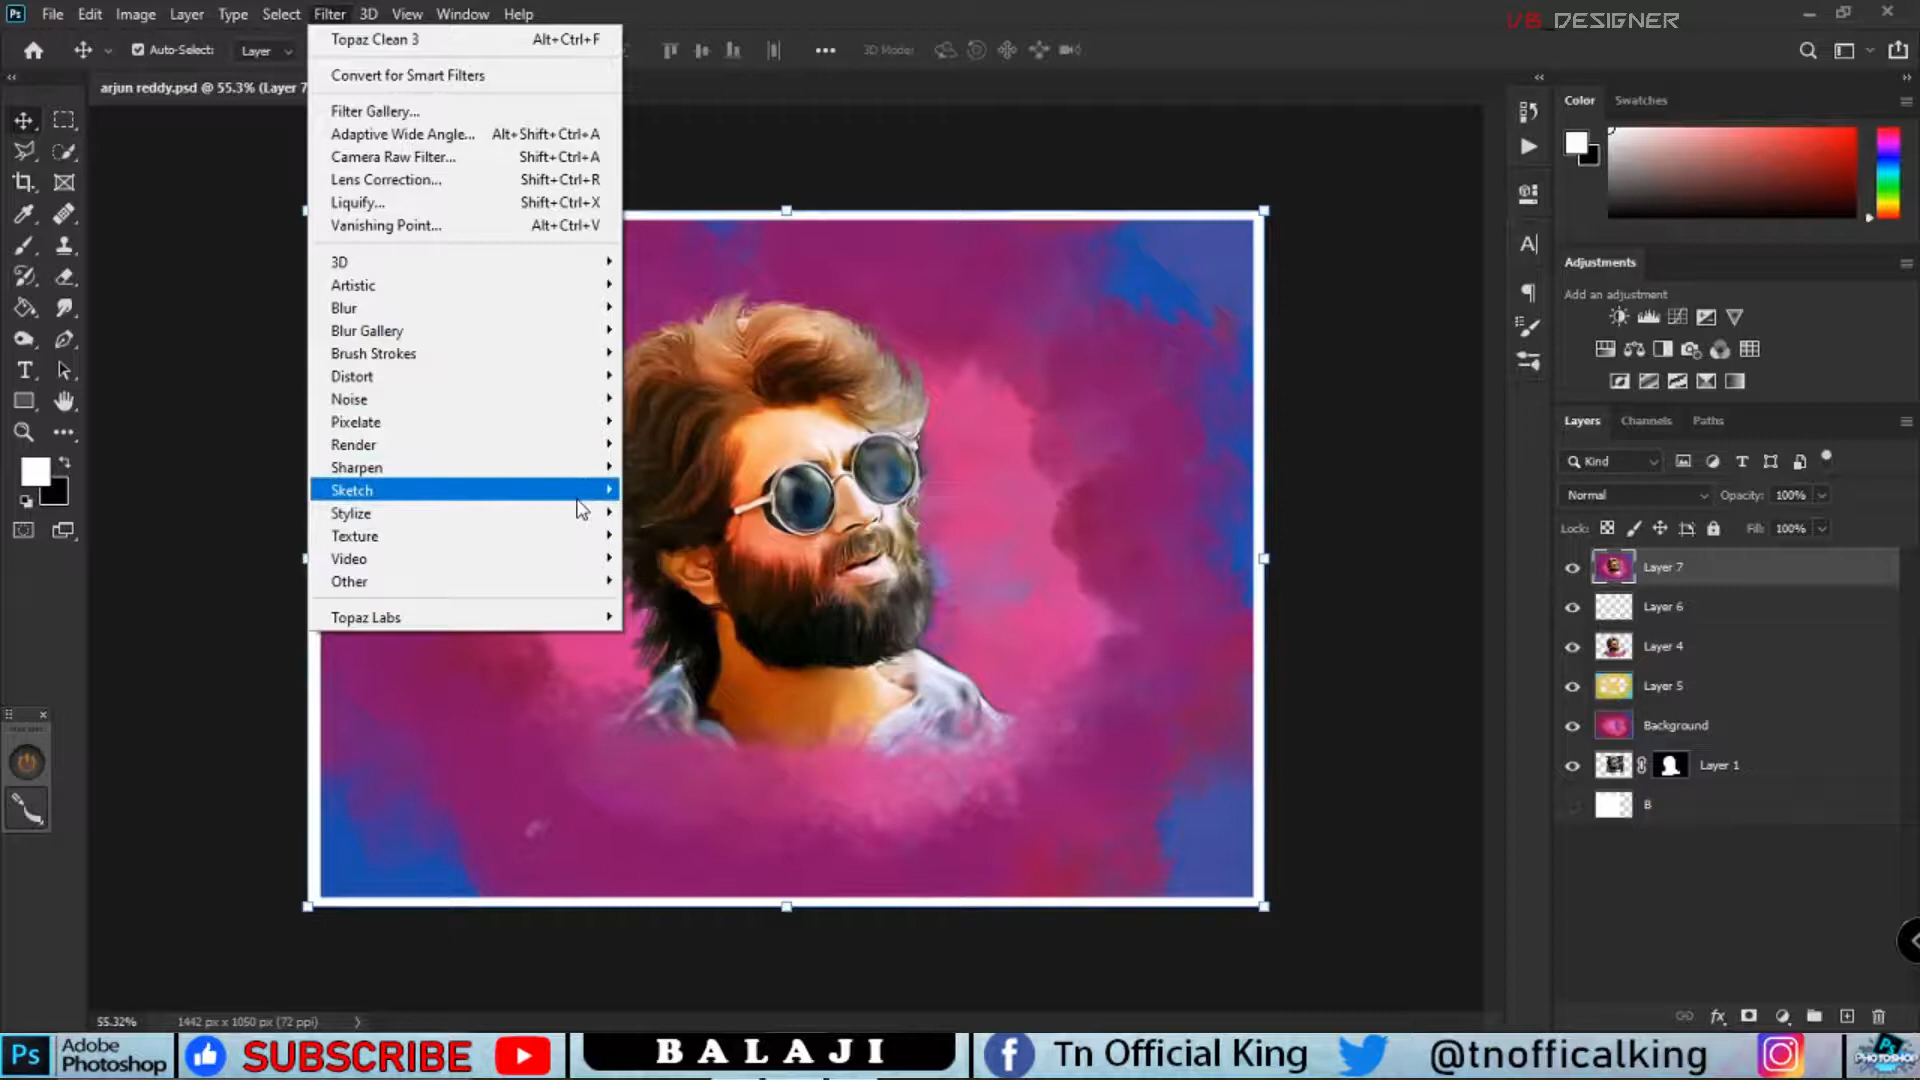 Ps File Edit Image Layer Type Select Filter 3D View Window Help
VB DESIGNER
Auto-Select: Layer
3D Mode:
arjun reddy.psd @ 55.3% (Layer 7
Topaz Clean 3 Alt+Ctrl+F
Convert for Smart Filters
Filter Gallery...
Adaptive Wide Angle... Alt+Shift+Ctrl+A
Camera Raw Filter... Shift+Ctrl+A
Lens Correction... Shift+Ctrl+R
Liquify... Shift+Ctrl+X
Vanishing Point... Alt+Ctrl+V
3D
Artistic
Blur
Blur Gallery
Brush Strokes
Distort
Noise
Pixelate
Render
Sharpen
Sketch
Stylize
Texture
Video
Other
Topaz Labs
Color Swatches
Adjustments
Add an adjustment
Layers Channels Paths
Kind
Normal Opacity: 100%
Lock: Fill: 100%
Layer 7
Layer 6
Layer 4
Layer 5
Background
Layer 1
B
fx
55.32% 1442 px x 1050 px (72 ppi)
Ps Adobe Photoshop SUBSCRIBE BALAJI Tn Official King @tnofficalking Ps PHOTOSHOP